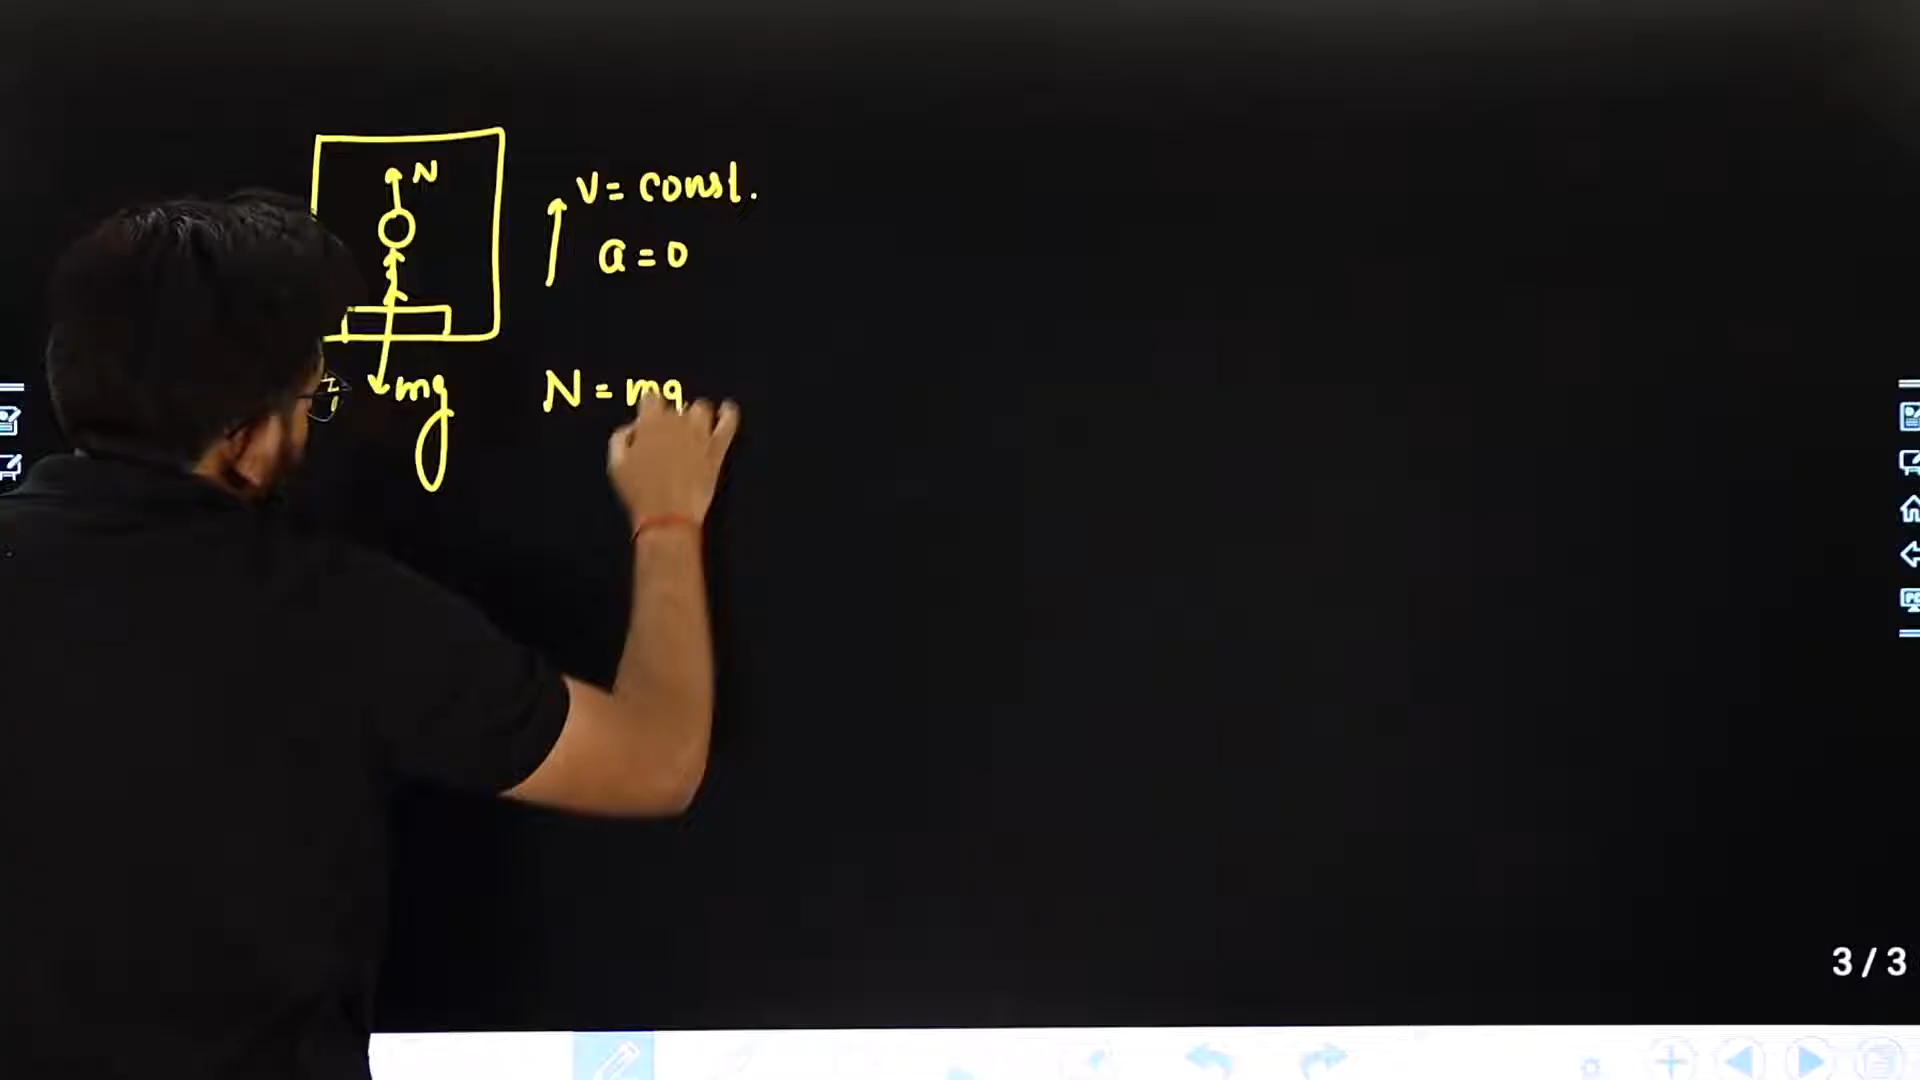 N
V = const.
a = 0
mg
N = mg
3 / 3